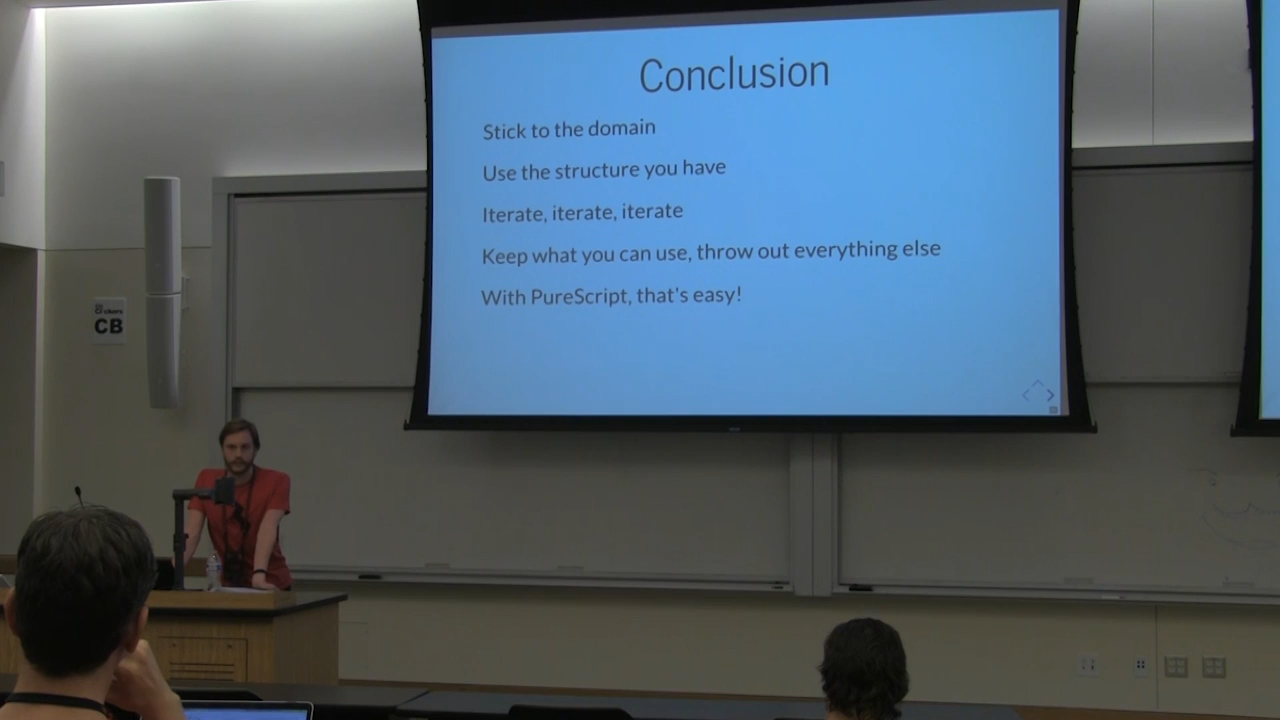 Conclusion
Stick to the domain
Use the structure you have
Iterate, iterate, iterate
Keep what you can use, throw out everything else
With PureScript, that's easy!
CB